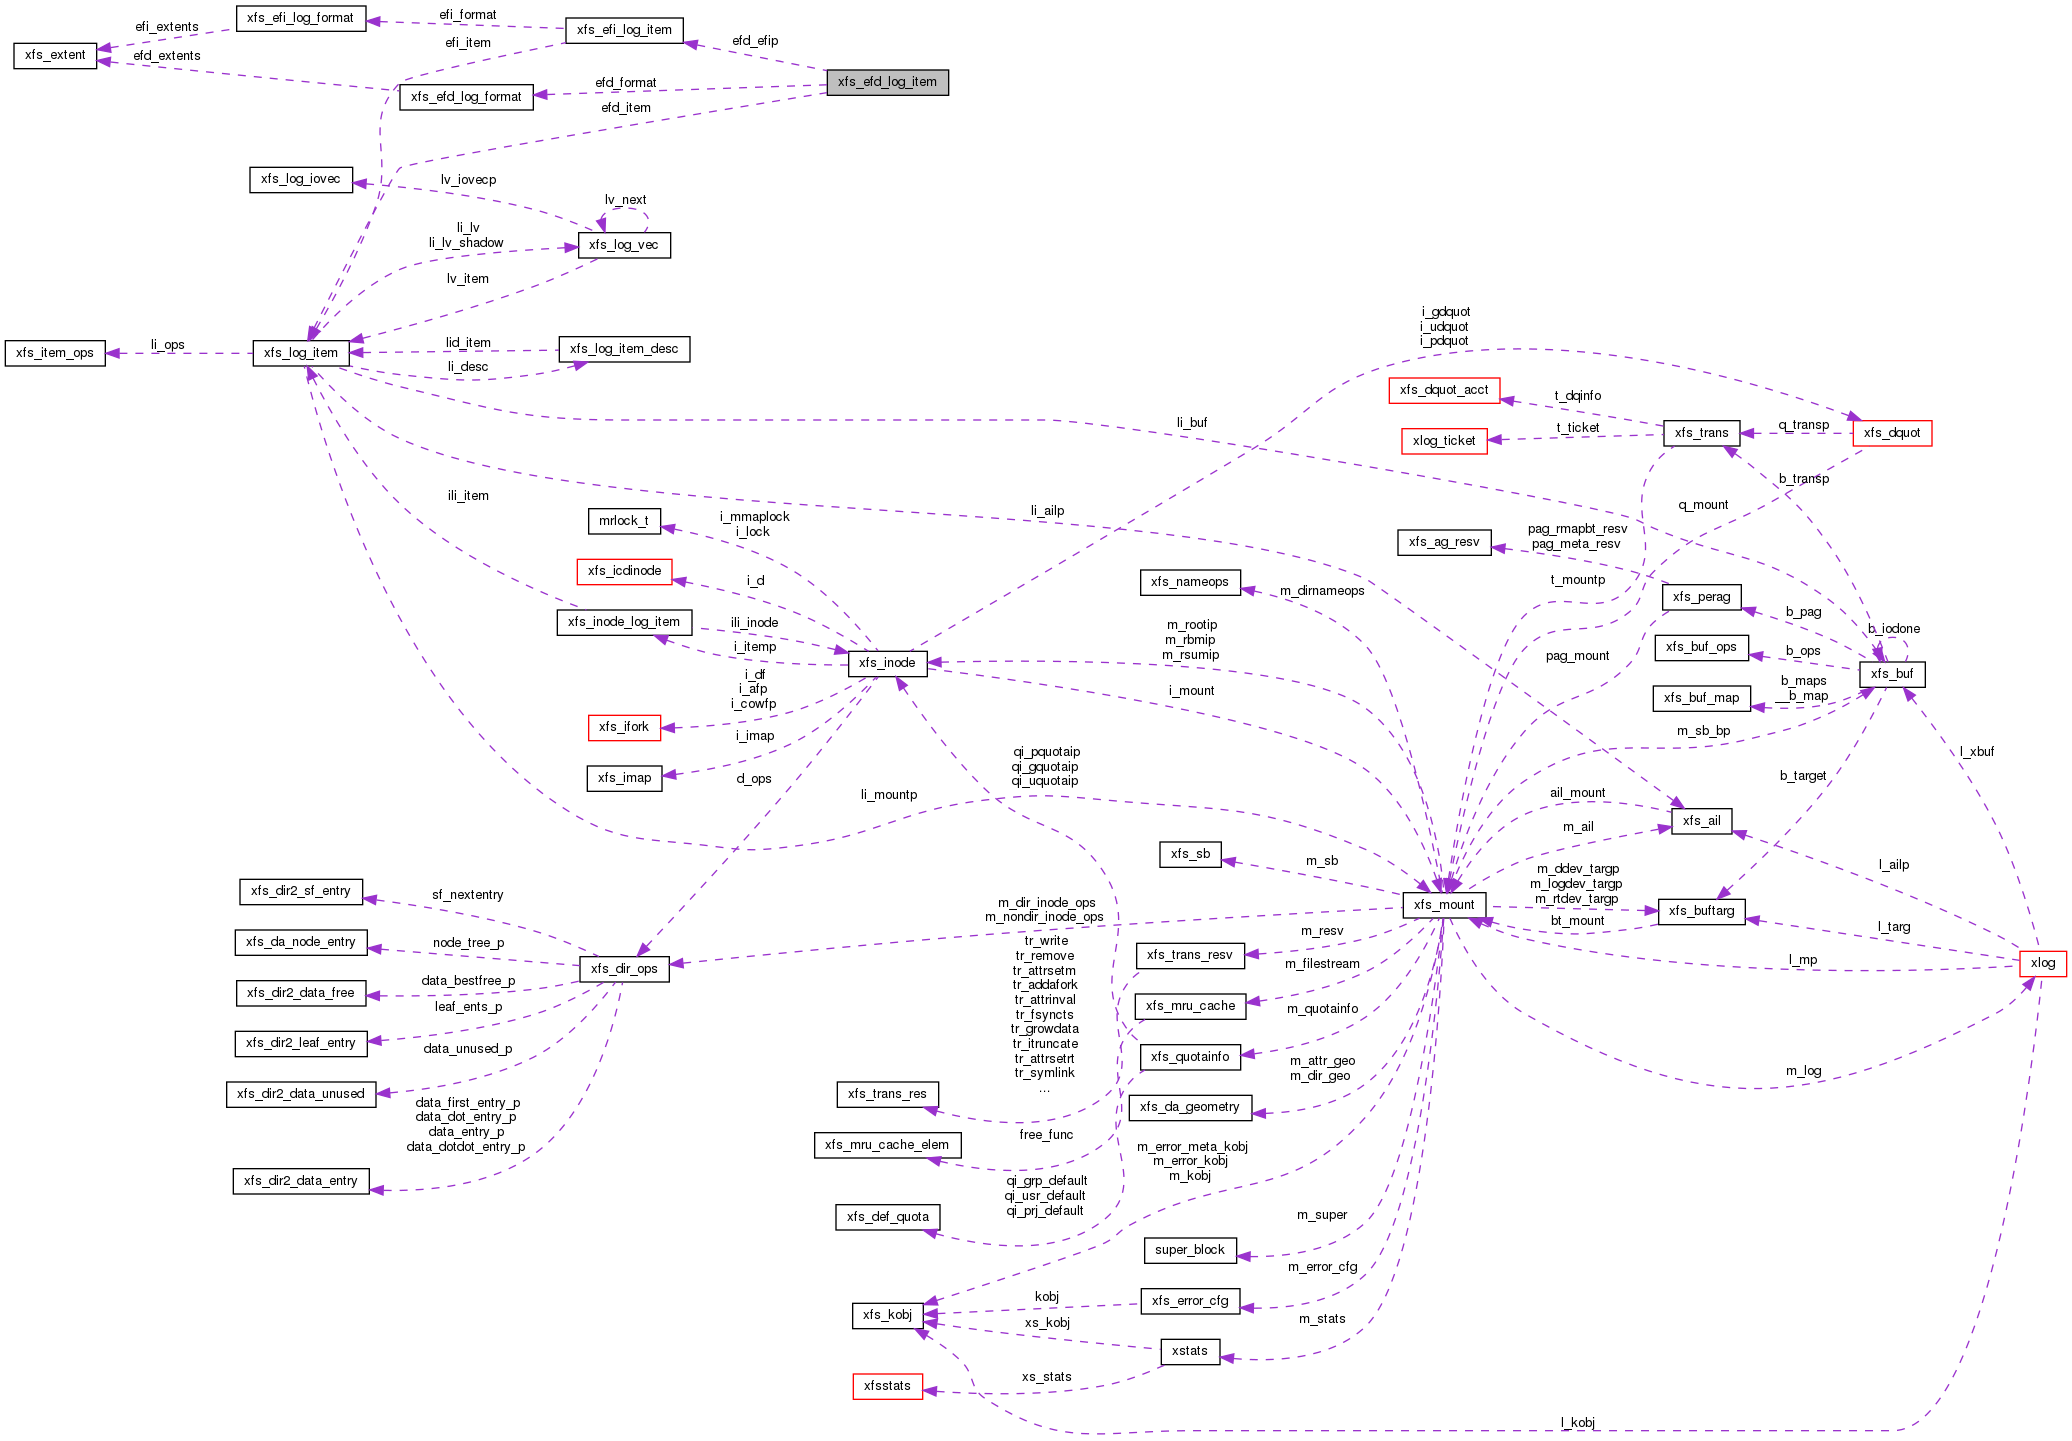 xfs_efi_log_format
efi_format
xfs_efi_log_item
efi_extents
efi_item
efd_efip
xfs_extent
efd_extents
xfs_efd_log_format
efd_format
xfs_efd_log_item
efd_item
xfs_log_iovec
lv_iovecp
lv_next
li_lv
li_lv_shadow
xfs_log_vec
lv_item
xfs_item_ops
li_ops
xfs_log_item
lid_item
li_desc
xfs_log_item_desc
i_gdquot
i_udquot
i_pdquot
xfs_dquot_acct
t_dqinfo
xlog_ticket
t_ticket
xfs_trans
q_transp
xfs_dquot
li_buf
b_transp
q_mount
ili_item
li_ailp
mrlock_t
i_mmaplock
i_lock
xfs_ag_resv
pag_rmapbt_resv
pag_meta_resv
xfs_icdinode
i_d
xfs_nameops
m_dirnameops
t_mountp
xfs_perag
b_pag
xfs_inode_log_item
ili_inode
i_itemp
xfs_inode
m_rootip
m_rbmip
m_rsumip
pag_mount
xfs_buf_ops
b_ops
b_iodone
xfs_buf
i_df
i_afp
i_cowfp
xfs_ifork
i_mount
xfs_buf_map
b_maps
__b_map
m_sb_bp
i_imap
xfs_imap
d_ops
qi_pquotaip
qi_gquotaip
qi_uquotaip
b_target
l_xbuf
li_mountp
ail_mount
xfs_ail
m_ail
xfs_sb
m_sb
l_ailp
xfs_dir2_sf_entry
sf_nextentry
m_dir_inode_ops
m_nondir_inode_ops
xfs_mount
m_ddev_targp
m_logdev_targp
m_rtdev_targp
bt_mount
xfs_buftarg
l_targ
xfs_da_node_entry
node_tree_p
xfs_dir_ops
xfs_trans_resv
m_resv
l_mp
xlog
xfs_dir2_data_free
data_bestfree_p
leaf_ents_p
tr_write
tr_remove
tr_attrsetm
tr_addafork
tr_attrinval
tr_fsyncts
tr_growdata
tr_itruncate
tr_attrsetrt
tr_symlink
...
xfs_mru_cache
m_filestream
m_quotainfo
xfs_dir2_leaf_entry
data_unused_p
xfs_quotainfo
m_attr_geo
m_dir_geo
m_log
xfs_dir2_data_unused
xfs_trans_res
xfs_da_geometry
data_first_entry_p
data_dot_entry_p
data_entry_p
data_dotdot_entry_p
xfs_mru_cache_elem
free_func
m_error_meta_kobj
m_error_kobj
m_kobj
xfs_dir2_data_entry
qi_grp_default
qi_usr_default
qi_prj_default
xfs_def_quota
m_super
super_block
m_error_cfg
xfs_kobj
kobj
xfs_error_cfg
xs_kobj
m_stats
xstats
xfsstats
xs_stats
l_kobj